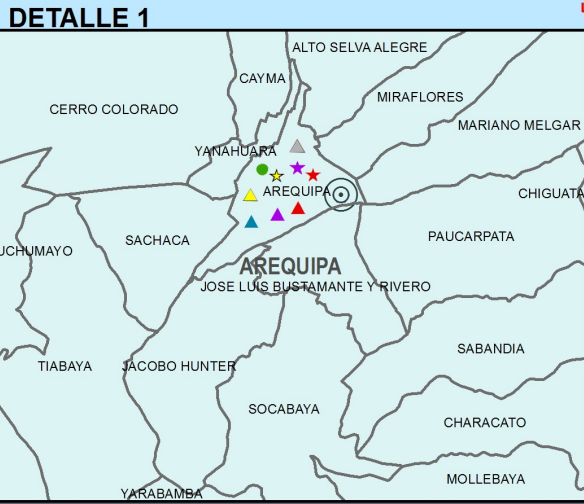 DETALLE 1
ALTO SELVA ALEGRE
CAYMA
MIRAFLORES
CERRO COLORADO
MARIANO MELGAR
YANAHUARA
AREQUIPA
CHIGUATA
PAUCARPATA
SACHACA
UCHUMAYO
AREQUIPA
JOSE LUIS BUSTAMANTE Y RIVERO
SABANDIA
TIABAYA
JACOBO HUNTER
SOCABAYA
CHARACATO
MOLLEBAYA
YARABAMBA